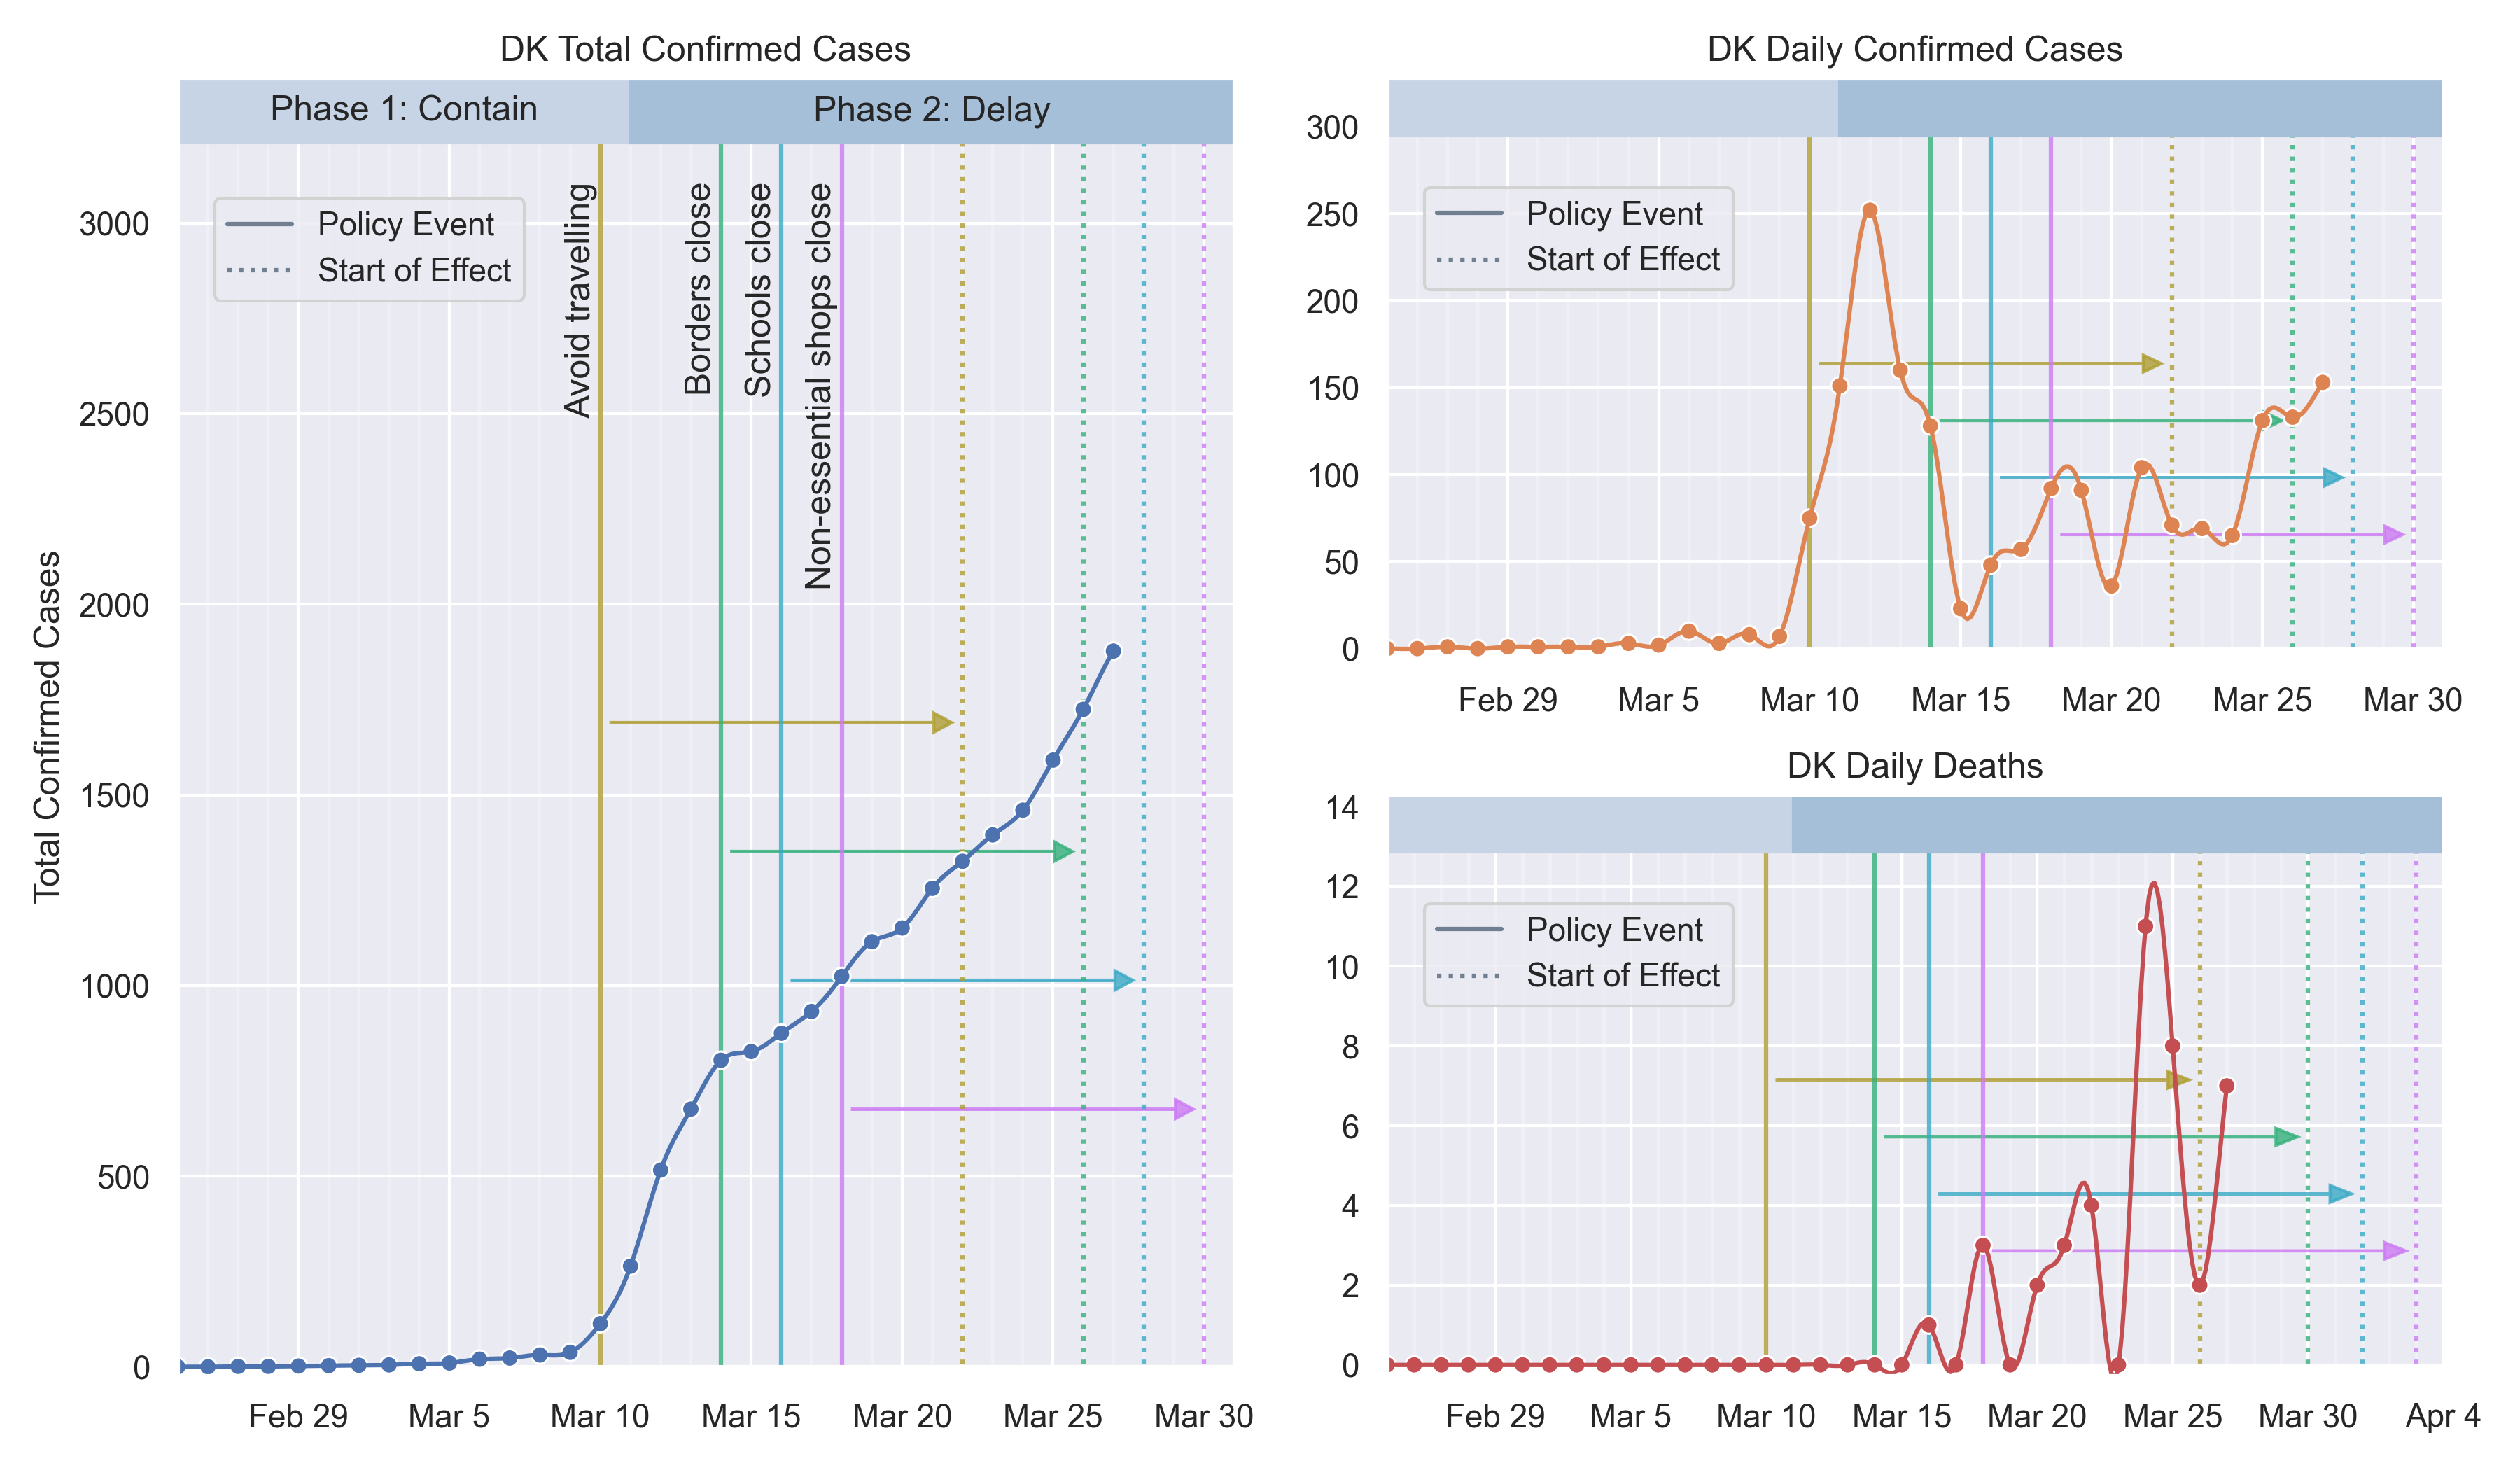 DK Total Confirmed Cases
Phase 1: Contain
Phase 2: Delay
Policy Event
Start of Effect
Avoid travelling
Borders close
Schools close
Non-essential shops close
Total Confirmed Cases
3000
2500
2000
1500
1000
500
0
Feb 29
Mar 5
Mar 10
Mar 15
Mar 20
Mar 25
Mar 30
DK Daily Confirmed Cases
300
250
200
150
100
50
0
Policy Event
Start of Effect
Feb 29
Mar 5
Mar 10
Mar 15
Mar 20
Mar 25
Mar 30
DK Daily Deaths
14
12
10
8
6
4
2
0
Policy Event
Start of Effect
Feb 29
Mar 5
Mar 10
Mar 15
Mar 20
Mar 25
Mar 30
Apr 4